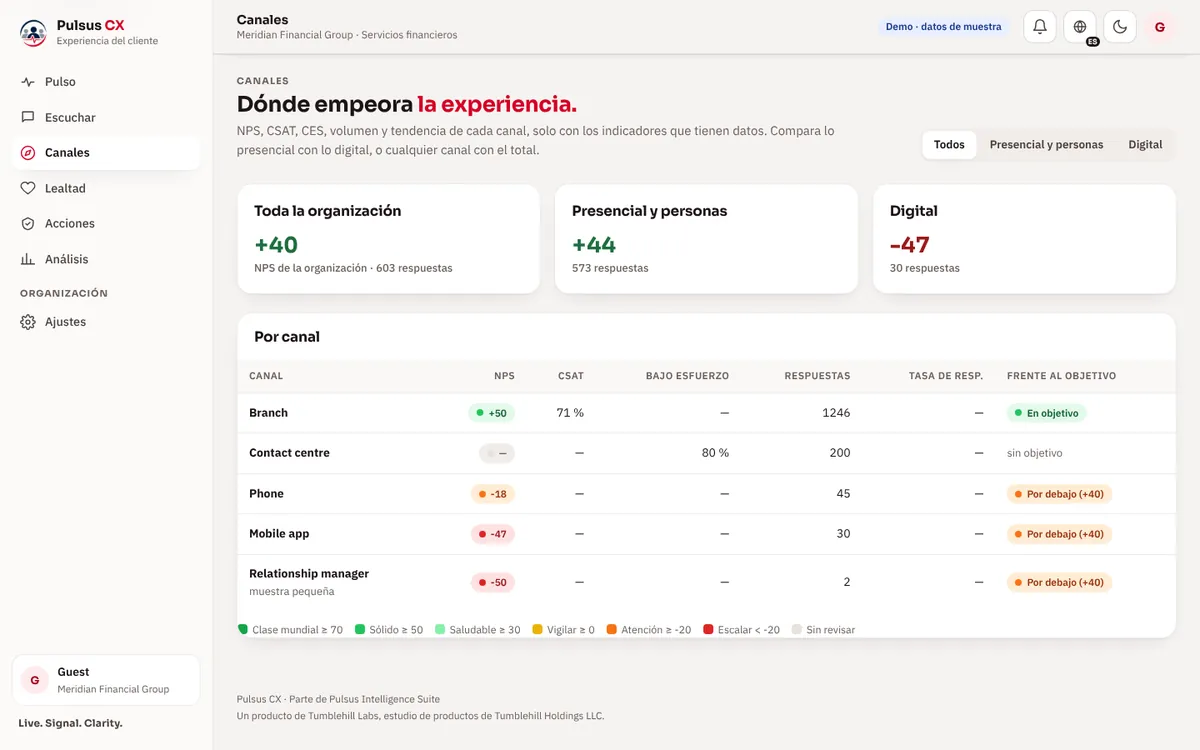 Pulsus CX
Experiencia del cliente
Pulso
Escuchar
Canales
Lealtad
Acciones
Análisis
ORGANIZACIÓN
Ajustes
G
Guest
Meridian Financial Group
Live. Signal. Clarity.
Canales
Meridian Financial Group · Servicios financieros
Demo · datos de muestra
ES
G
CANALES
Dónde empeora la experiencia.
NPS, CSAT, CES, volumen y tendencia de cada canal, solo con los indicadores que tienen datos. Compara lo
presencial con lo digital, o cualquier canal con el total.
Todos Presencial y personas Digital
Toda la organización
+40
NPS de la organización · 603 respuestas
Presencial y personas
+44
573 respuestas
Digital
-47
30 respuestas
Por canal
CANAL NPS CSAT BAJO ESFUERZO RESPUESTAS TASA DE RESP. FRENTE AL OBJETIVO
Branch +50 71 % — 1246 — En objetivo
Contact centre — — 80 % 200 — sin objetivo
Phone -18 — — 45 — Por debajo (+40)
Mobile app -47 — — 30 — Por debajo (+40)
Relationship manager -50 — — 2 — Por debajo (+40)
muestra pequeña
Clase mundial ≥ 70 Sólido ≥ 50 Saludable ≥ 30 Vigilar ≥ 0 Atención ≥ -20 Escalar < -20 Sin revisar
Pulsus CX · Parte de Pulsus Intelligence Suite
Un producto de Tumblehill Labs, estudio de productos de Tumblehill Holdings LLC.